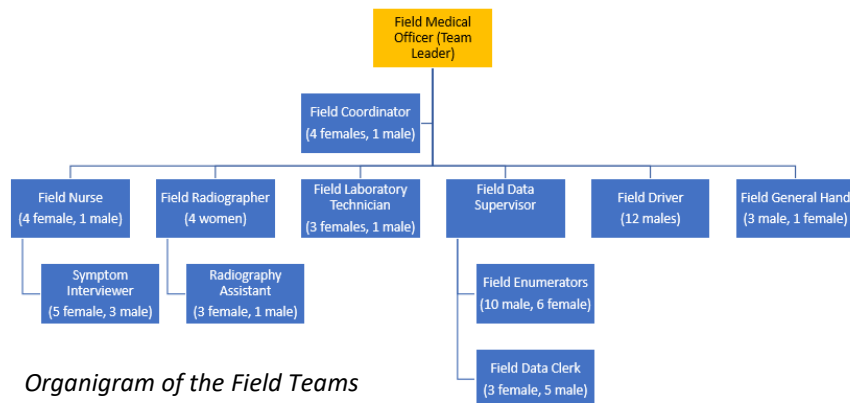 Field Medical
Officer (Team
Leader)
Field Coordinator
(4 females, 1 male)
Field Nurse
(4 female, 1 male)
Field Radiographer
(4 women)
Field Laboratory
Technician
(3 females, 1 male)
Field Data
Supervisor
Field Driver
(12 males)
Field General Hand
(3 male, 1 female)
Symptom
Interviewer
(5 female, 3 male)
Radiography
Assistant
(3 female, 1 male)
Field Enumerators
(10 male, 6 female)
Field Data Clerk
(3 female, 5 male)
Organigram of the Field Teams